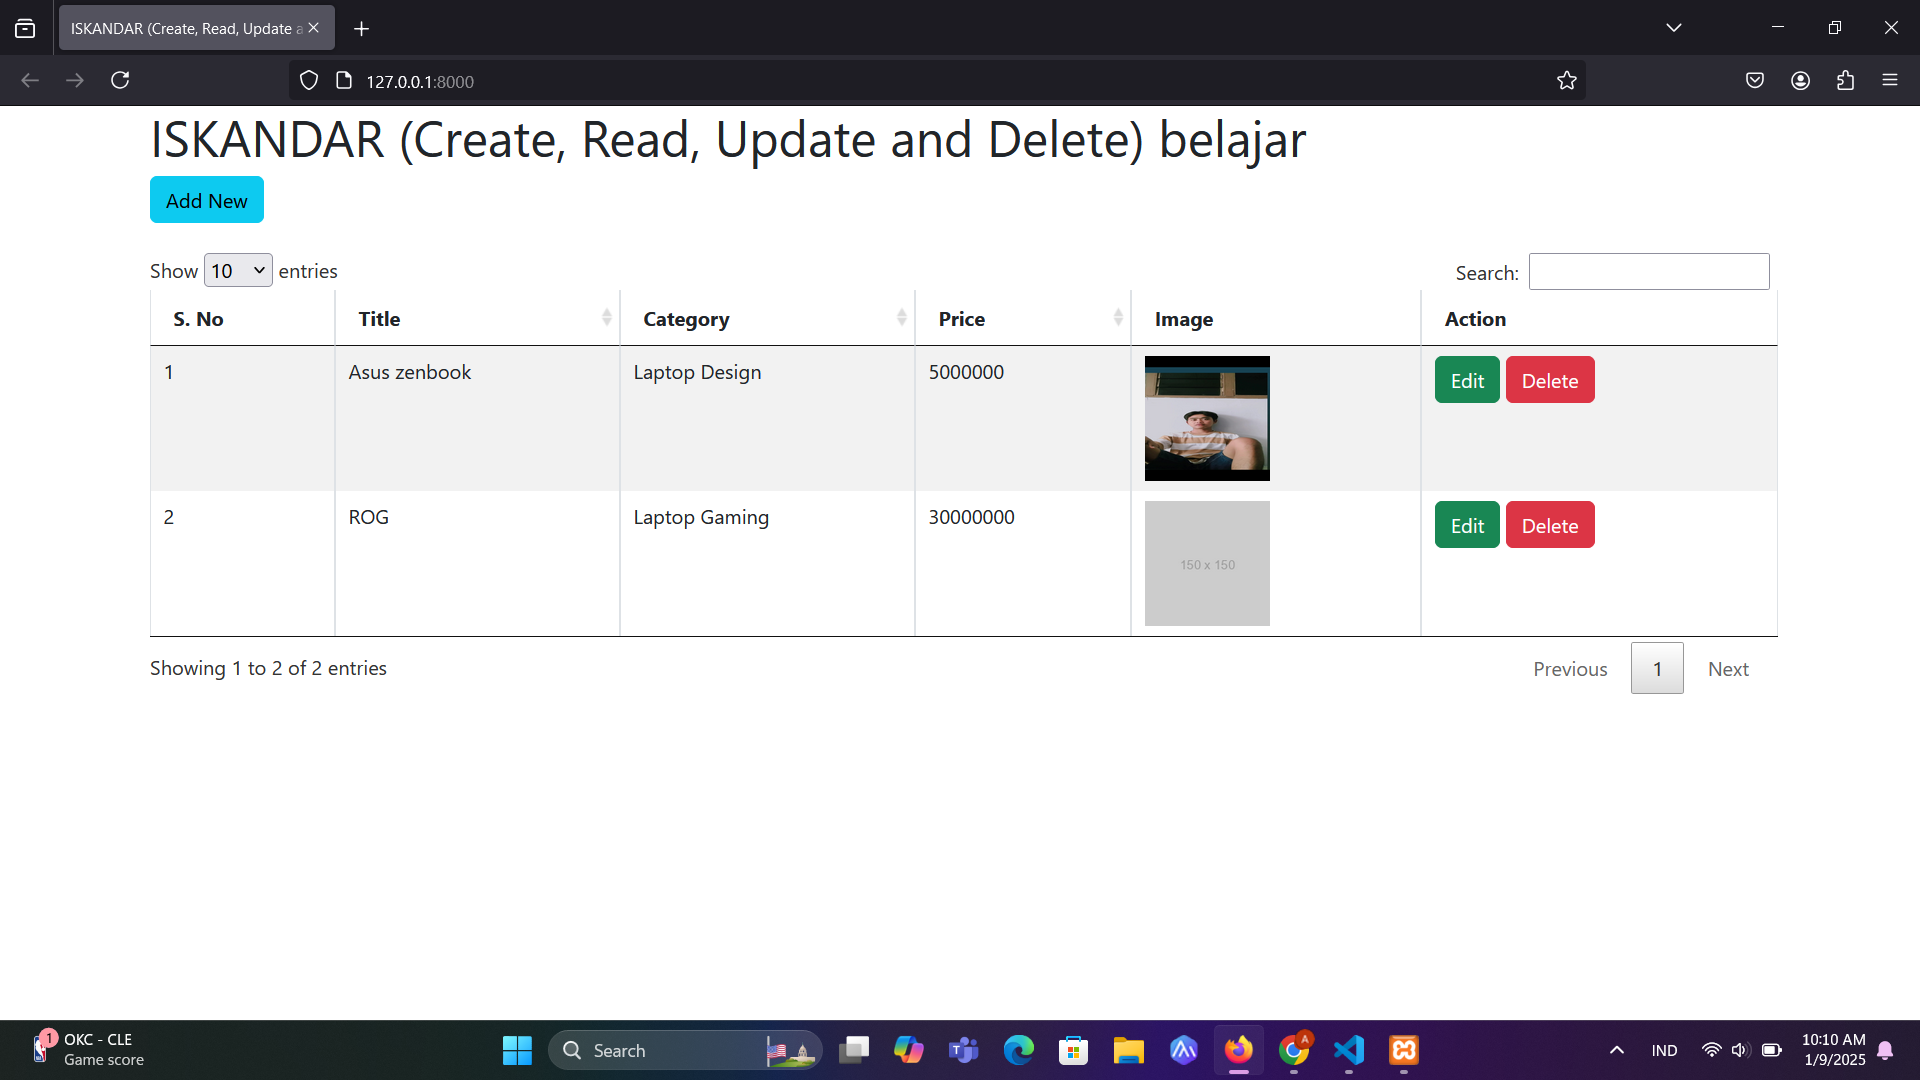 ISKANDAR (Create, Read, Update a
127.0.0.1:8000
ISKANDAR (Create, Read, Update and Delete) belajar
Add New
Show 10 entries
Search:
S. No Title Category Price Image Action
1 Asus zenbook Laptop Design 5000000 Edit Delete
2 ROG Laptop Gaming 30000000 150 x 150 Edit Delete
Showing 1 to 2 of 2 entries
Previous 1 Next
1 OKC - CLE
Game score
Search
A
IND
10:10 AM
1/9/2025